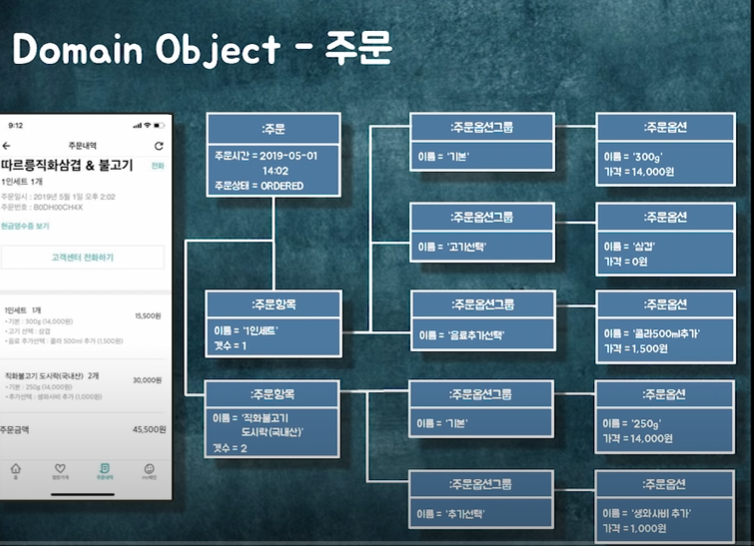 Domain Object - 주문
9:12
주문내역
따르릉직화삼겹 & 불고기
전화
1인세트 1개
주문일시 : 2019년 5월 1일 오후 2:02
주문번호 : B0DH00CH4X
현금영수증 보기
고객센터 전화하기
1인세트 1개
15,500원
• 기본 : 300g (14,000원)
• 고기 선택 : 삼겹
• 음료 추가선택 : 콜라 500ml 추가 (1,500원)
직화불고기 도시락(국내산) 2개
30,000원
• 기본 : 250g (14,000원)
• 추가선택 : 생와사비 추가 (1,000원)
주문금액
45,500원
홈
주문내역
:주문
주문시간 = 2019-05-01
14:02
주문상태 = ORDERED
:주문항목
이름 = '1인세트'
갯수 = 1
:주문항목
이름 = '직화불고기
도시락(국내산)'
갯수 = 2
:주문옵션그룹
이름 = '기본'
:주문옵션
이름 = '300g'
가격 = 14,000원
:주문옵션그룹
이름 = '고기선택'
:주문옵션
이름 = '삼겹'
가격 = 0원
:주문옵션그룹
이름 = '음료추가선택'
:주문옵션
이름 = '콜라500ml추가'
가격 = 1,500원
:주문옵션그룹
이름 = '기본'
:주문옵션
이름 = '250g'
가격 = 14,000원
:주문옵션그룹
이름 = '추가선택'
:주문옵션
이름 = '생와사비 추가'
가격 = 1,000원